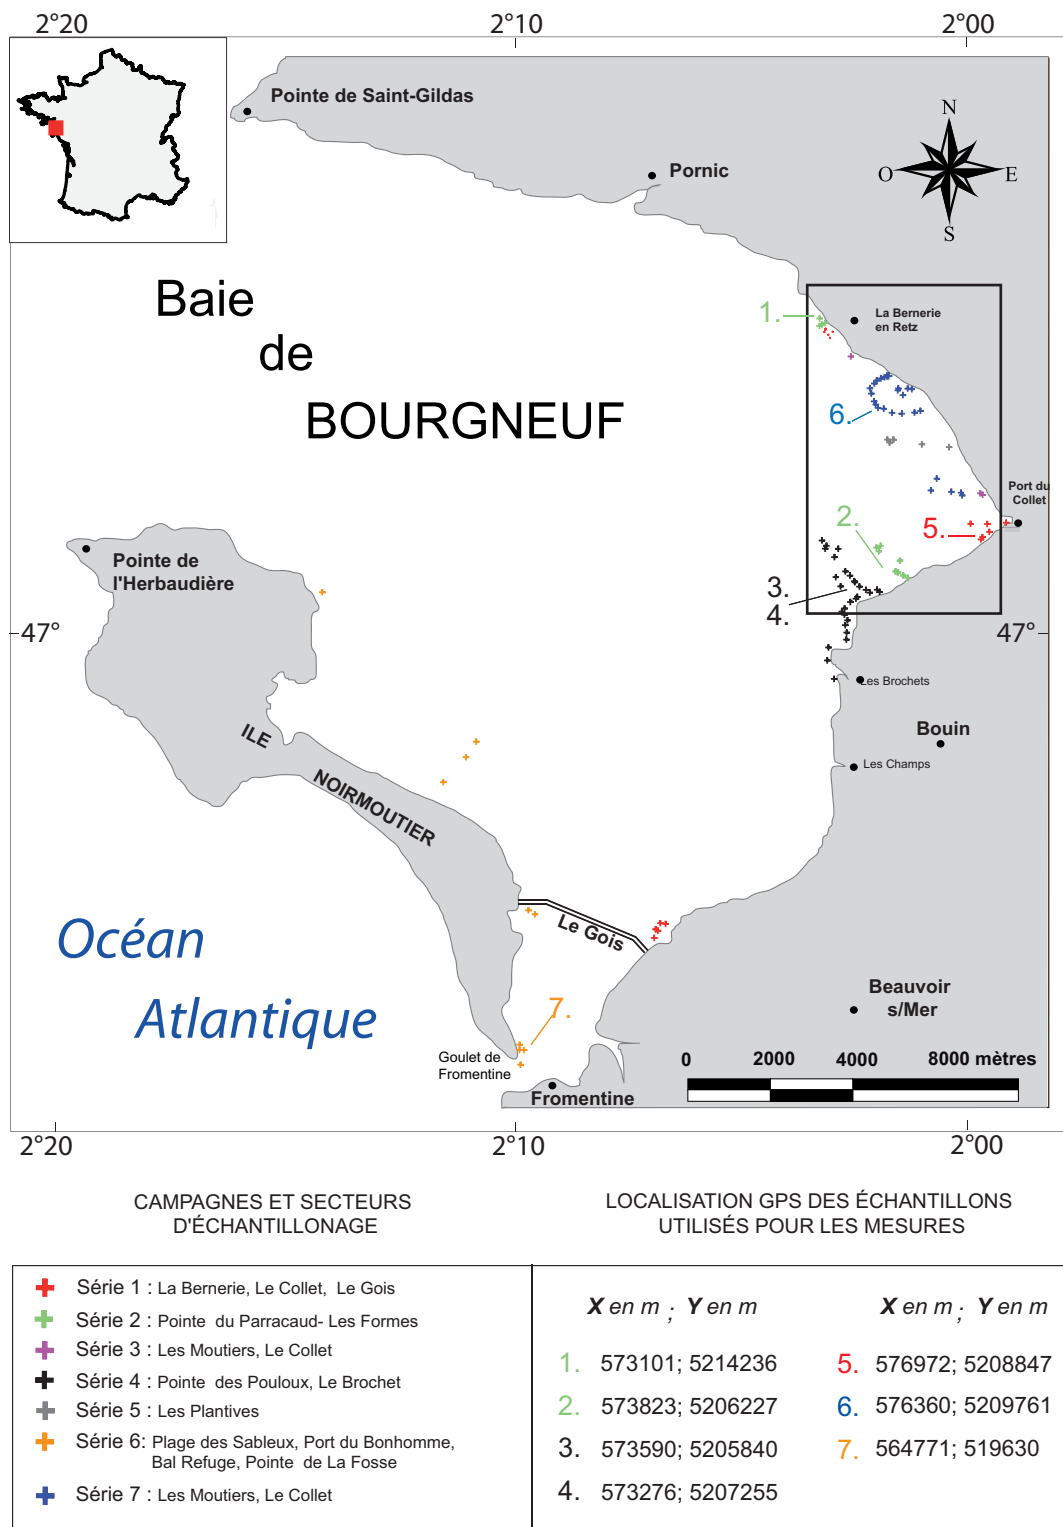 2°20
2°10
2°00
Pointe de Saint-Gildas
Pornic
N
O
E
S
Baie
de
BOURGNEUF
1.
La Bernerie
en Retz
6.
Port du
Collet
2.
5.
Pointe de
l'Herbaudière
3.
4.
47°
47°
Les Brochets
ILE
NOIRMOUTIER
Bouin
Les Champs
Le Gois
Océan
Atlantique
7.
Beauvoir
s/Mer
Goulet de
Fromentine
Fromentine
0 2000 4000 8000 mètres
2°20
2°10
2°00
CAMPAGNES ET SECTEURS
D'ÉCHANTILLONAGE
LOCALISATION GPS DES ÉCHANTILLONS
UTILISÉS POUR LES MESURES
Série 1 : La Bernerie, Le Collet, Le Gois
Série 2 : Pointe du Parracaud- Les Formes
Série 3 : Les Moutiers, Le Collet
Série 4 : Pointe des Pouloux, Le Brochet
Série 5 : Les Plantives
Série 6: Plage des Sableux, Port du Bonhomme,
Bal Refuge, Pointe de La Fosse
Série 7 : Les Moutiers, Le Collet
X en m ; Y en m
1. 573101; 5214236
2. 573823; 5206227
3. 573590; 5205840
4. 573276; 5207255
X en m ; Y en m
5. 576972; 5208847
6. 576360; 5209761
7. 564771; 519630